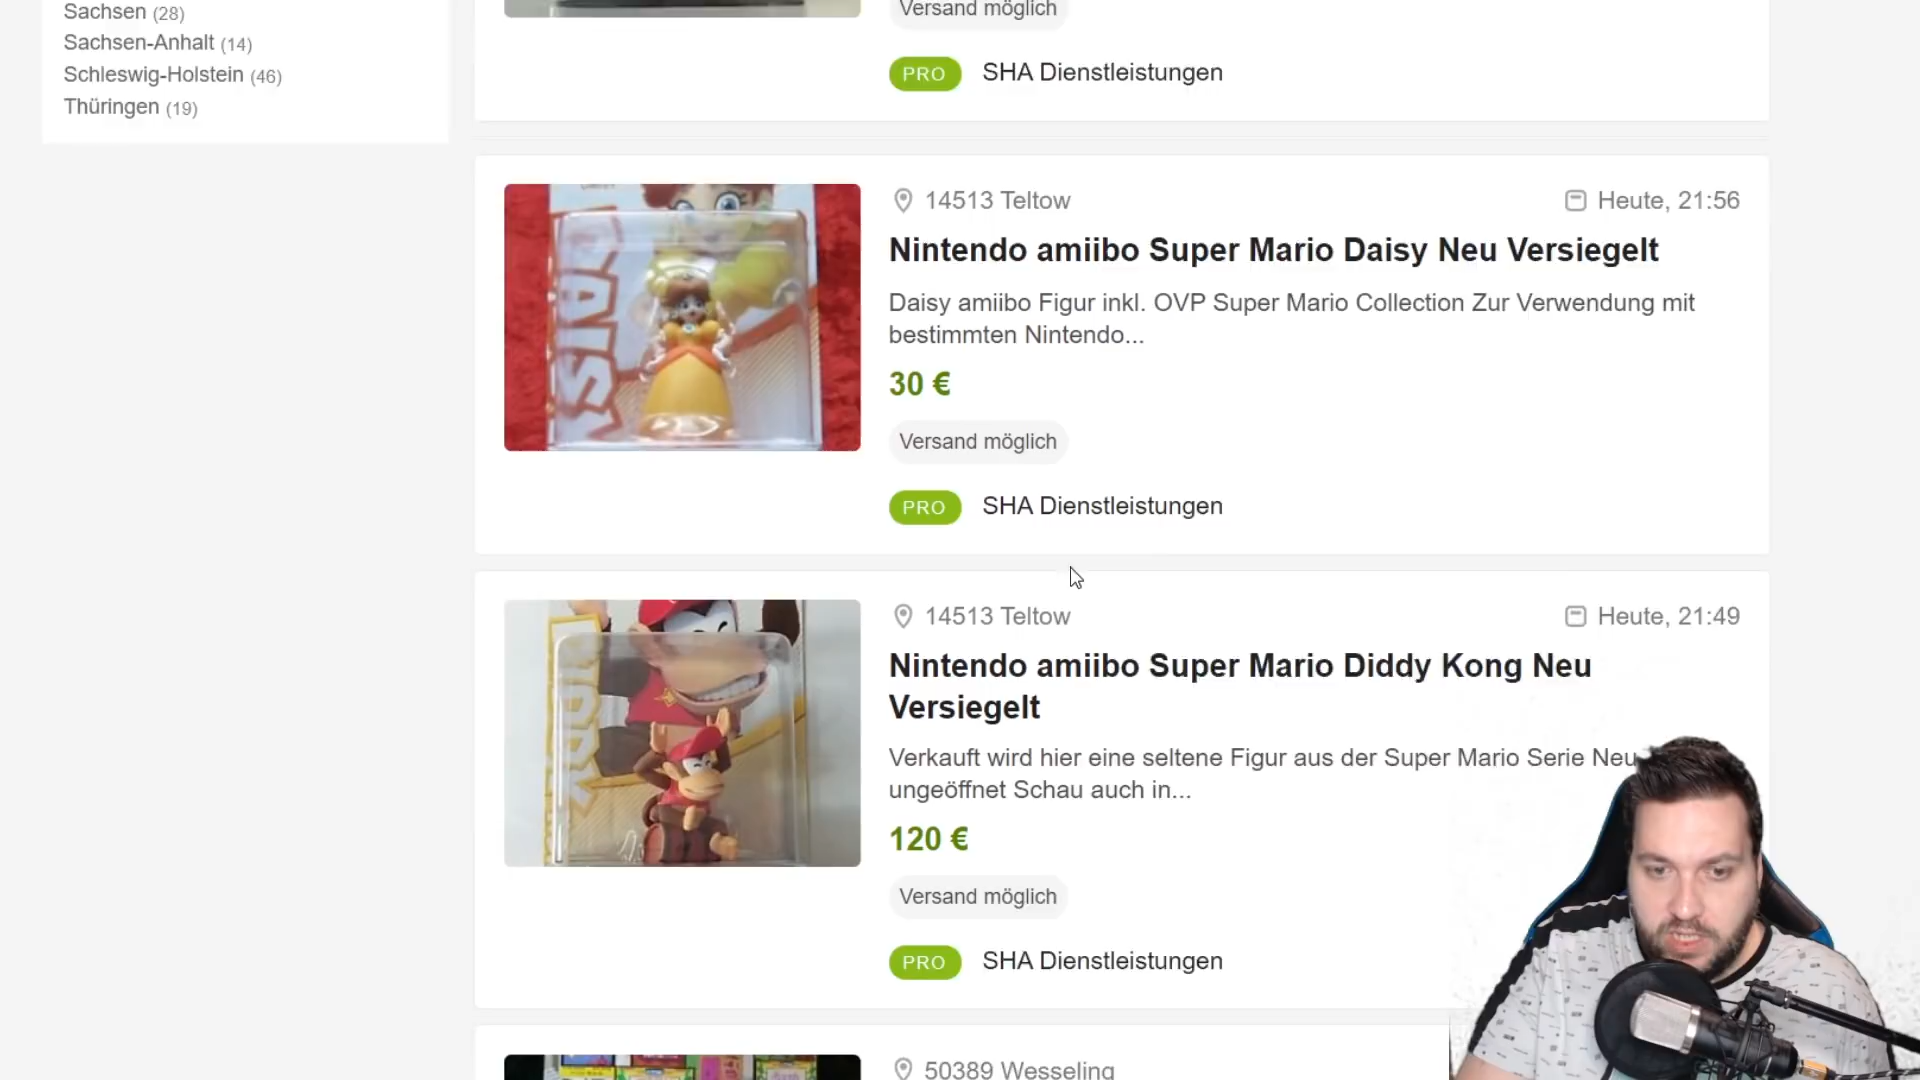 Sachsen (28)
Sachsen-Anhalt (14)
Schleswig-Holstein (46)
Thüringen (19)
Versand möglich
PRO SHA Dienstleistungen
14513 Teltow
Heute, 21:56
Nintendo amiibo Super Mario Daisy Neu Versiegelt
Daisy amiibo Figur inkl. OVP Super Mario Collection Zur Verwendung mit
bestimmten Nintendo...
30 €
Versand möglich
PRO SHA Dienstleistungen
DAISY
14513 Teltow
Heute, 21:49
Nintendo amiibo Super Mario Diddy Kong Neu
Versiegelt
Verkauft wird hier eine seltene Figur aus der Super Mario Serie Neu
ungeöffnet Schau auch in...
120 €
Versand möglich
PRO SHA Dienstleistungen
50389 Wesseling